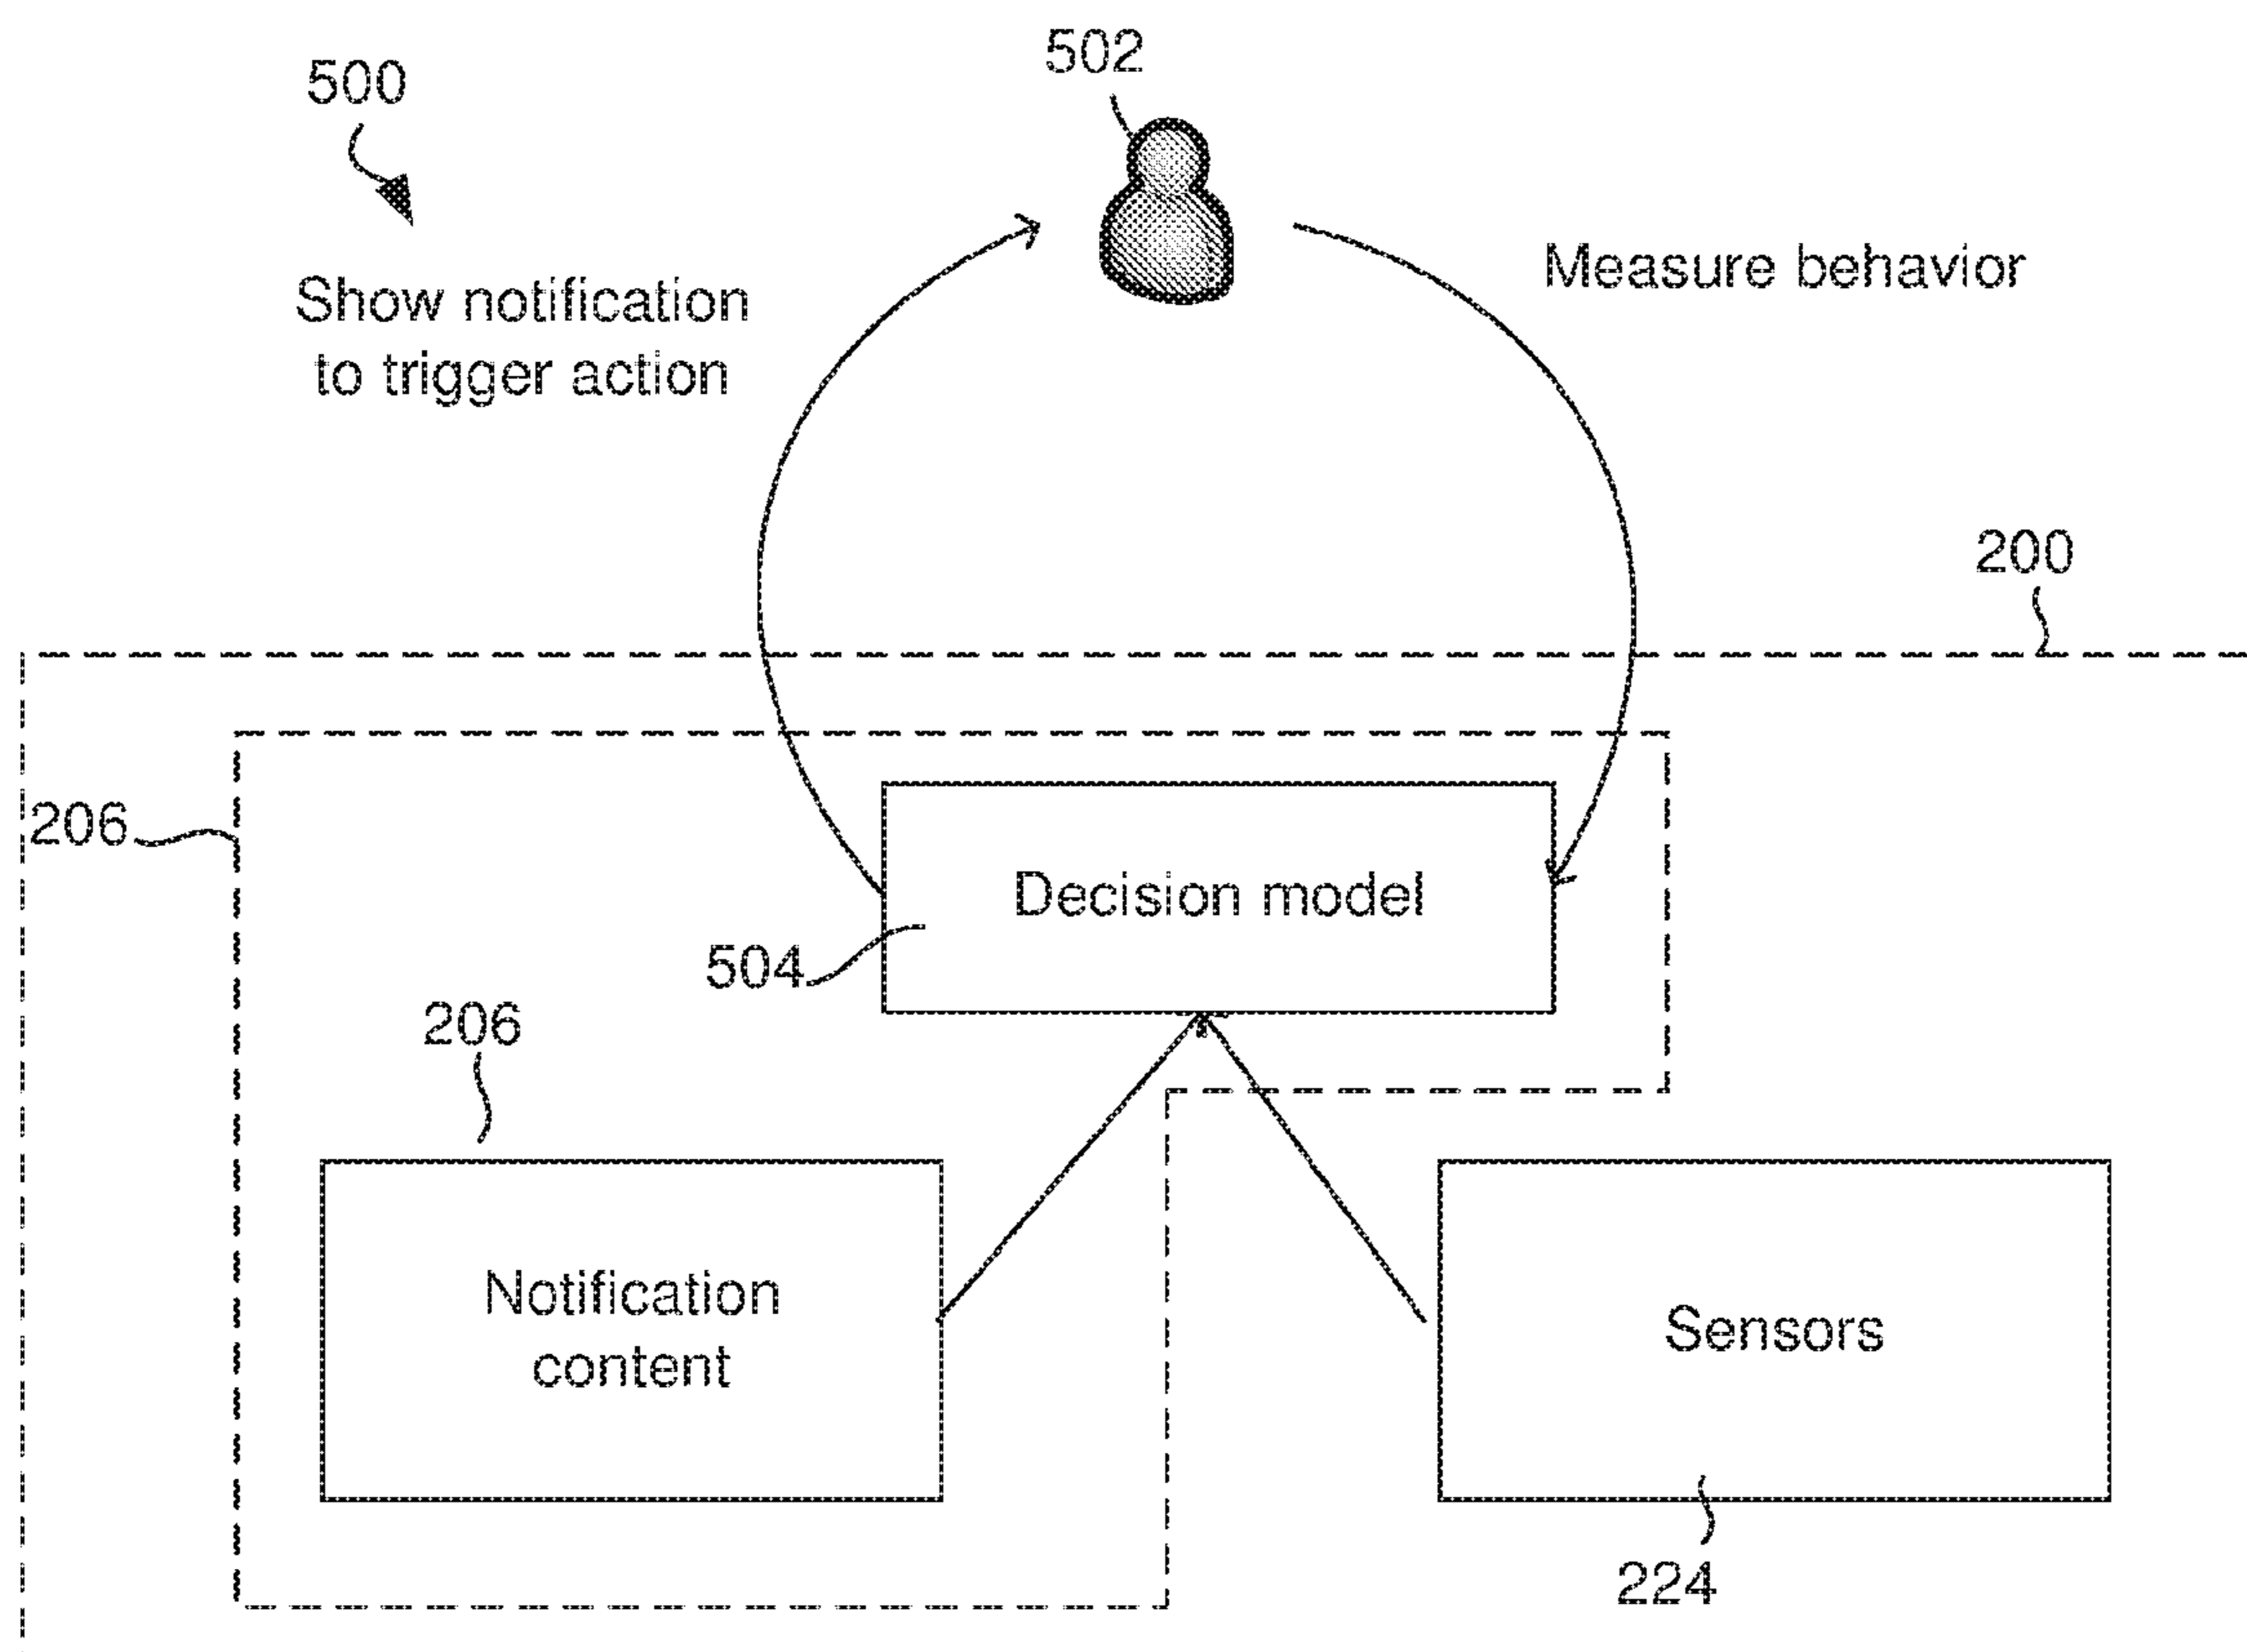 502
500
Measure behavior
Show notification
to trigger action
200
206
Decision model
504
206
Notification
content
Sensors
224